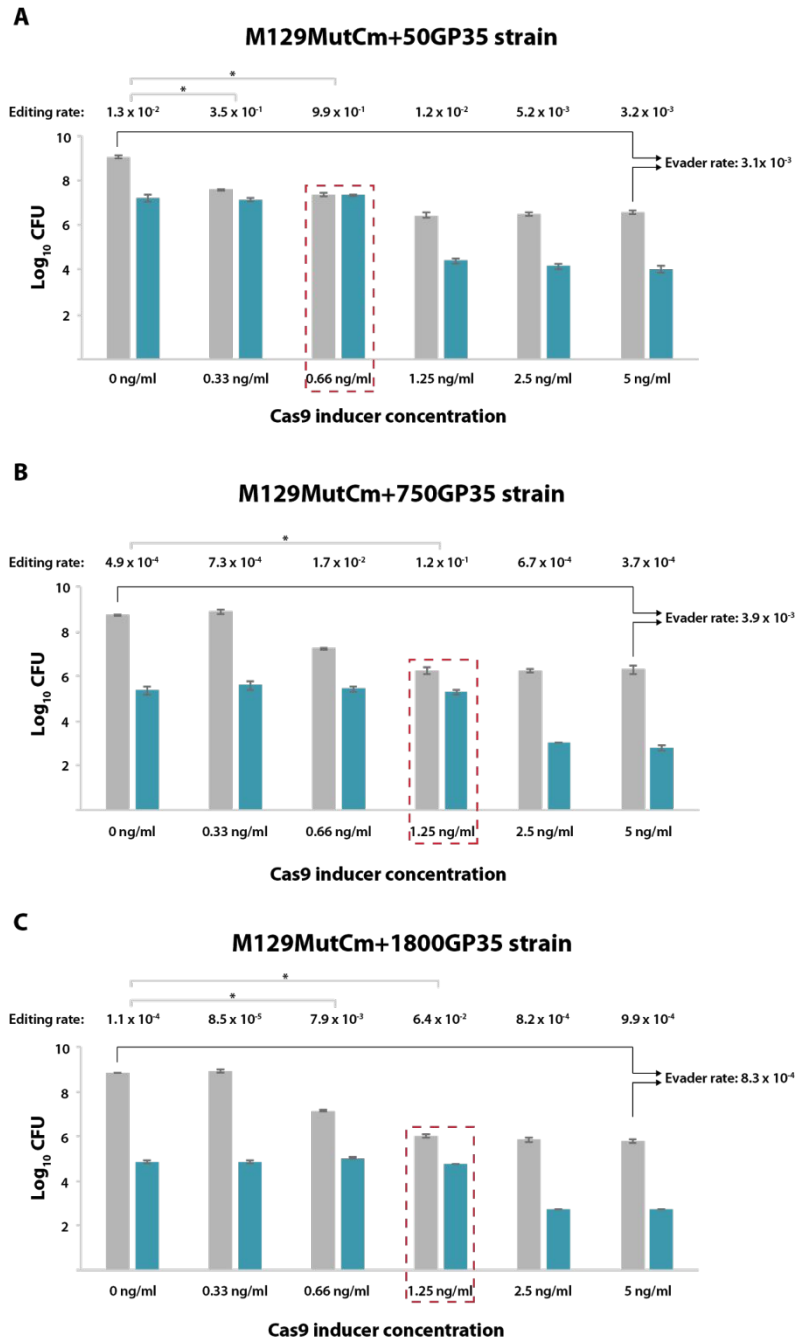 A
M129MutCm+50GP35 strain
* 
*
Editing rate: 1.3 x 10⁻² 3.5 x 10⁻¹ 9.9 x 10⁻¹ 1.2 x 10⁻² 5.2 x 10⁻³ 3.2 x 10⁻³
Evader rate: 3.1x 10⁻³
10
8
6
4
2
Log₁₀ CFU
0 ng/ml 0.33 ng/ml 0.66 ng/ml 1.25 ng/ml 2.5 ng/ml 5 ng/ml
Cas9 inducer concentration
B
M129MutCm+750GP35 strain
*
Editing rate: 4.9 x 10⁻⁴ 7.3 x 10⁻⁴ 1.7 x 10⁻² 1.2 x 10⁻¹ 6.7 x 10⁻⁴ 3.7 x 10⁻⁴
Evader rate: 3.9 x 10⁻³
10
8
6
4
2
Log₁₀ CFU
0 ng/ml 0.33 ng/ml 0.66 ng/ml 1.25 ng/ml 2.5 ng/ml 5 ng/ml
Cas9 inducer concentration
C
M129MutCm+1800GP35 strain
*
*
Editing rate: 1.1 x 10⁻⁴ 8.5 x 10⁻⁵ 7.9 x 10⁻³ 6.4 x 10⁻² 8.2 x 10⁻⁴ 9.9 x 10⁻⁴
Evader rate: 8.3 x 10⁻⁴
10
8
6
4
2
Log₁₀ CFU
0 ng/ml 0.33 ng/ml 0.66 ng/ml 1.25 ng/ml 2.5 ng/ml 5 ng/ml
Cas9 inducer concentration